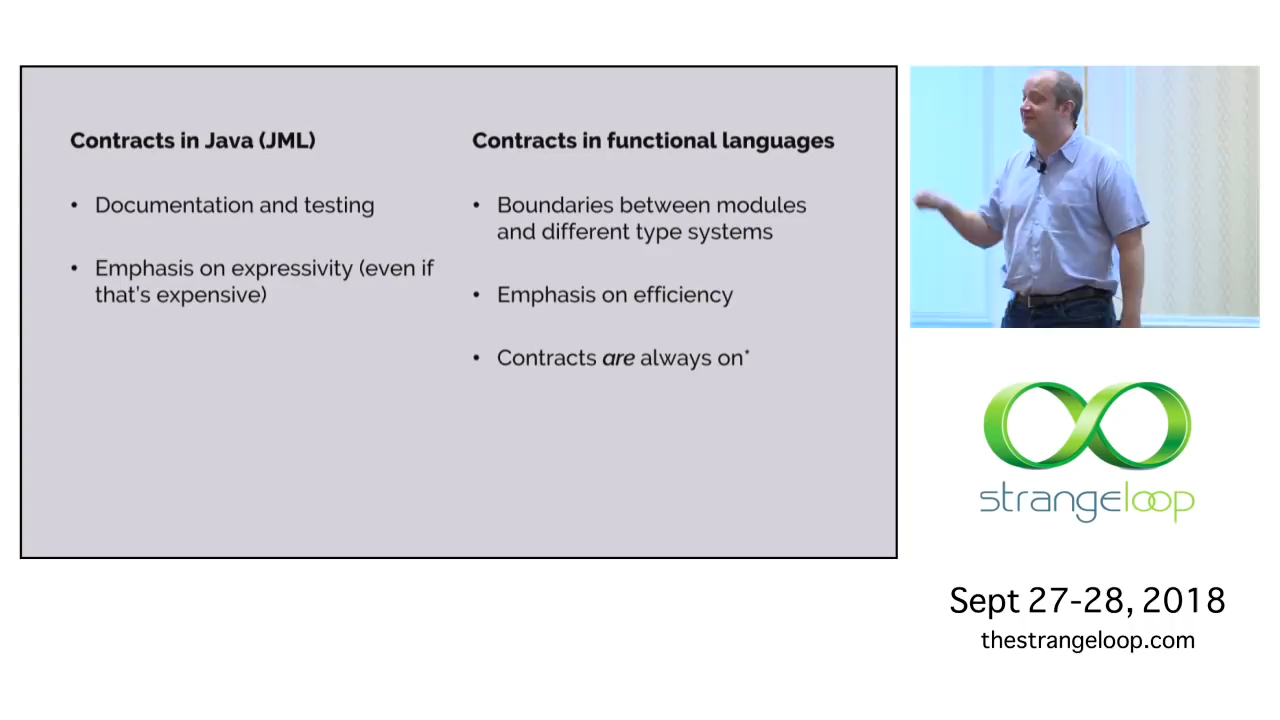 Contracts in Java (JML)
• Documentation and testing
• Emphasis on expressivity (even if
that's expensive)
Contracts in functional languages
• Boundaries between modules
and different type systems
• Emphasis on efficiency
• Contracts are always on*
strangeloop
Sept 27-28, 2018
thestrangeloop.com